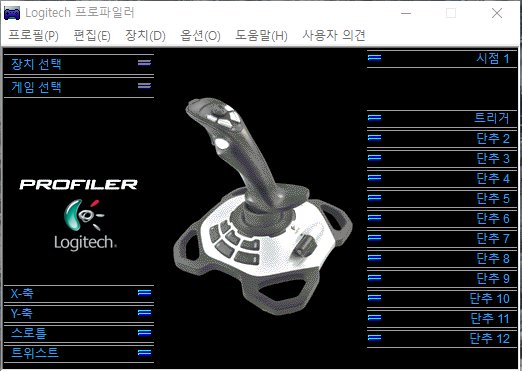 Logitech 프로파일러
프로필(P) 편집(E) 장치(D) 옵션(O) 도움말(H) 사용자 의견
장치 선택
게임 선택
PROFILER
Logitech
X-축
Y-축
스로틀
트위스트
시점 1
트리거
단추 2
단추 3
단추 4
단추 5
단추 6
단추 7
단추 8
단추 9
단추 10
단추 11
단추 12